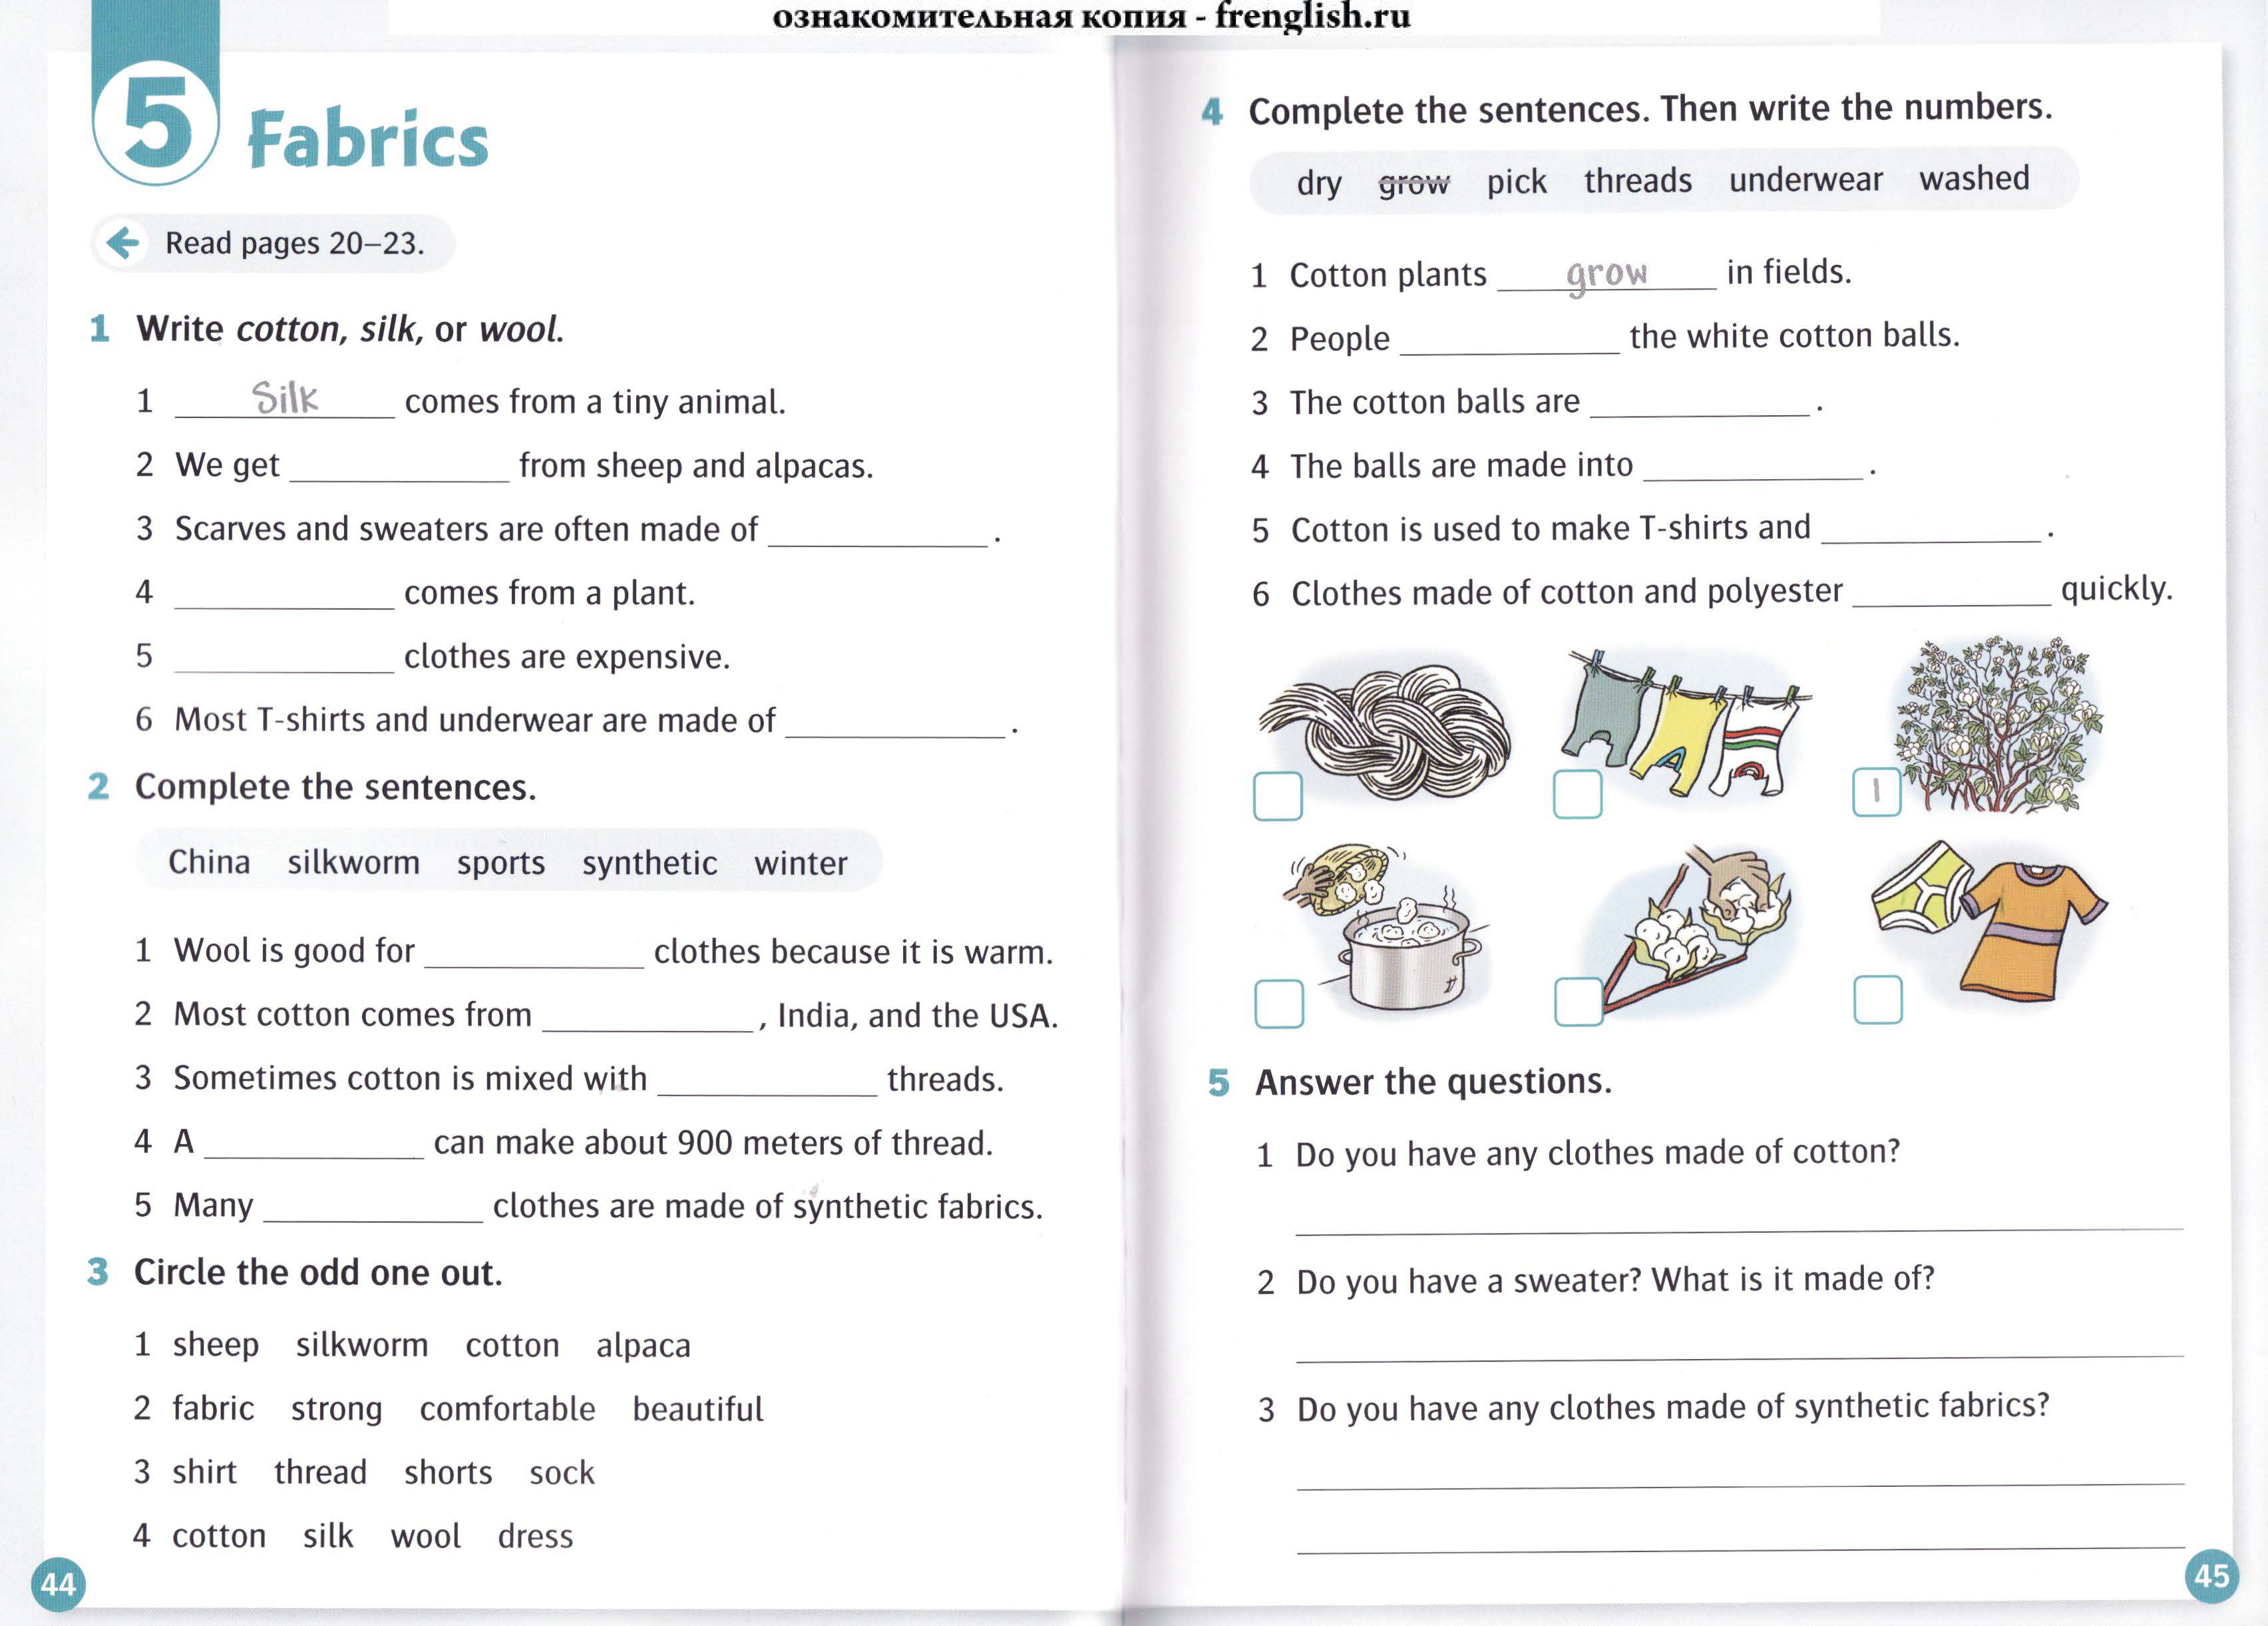 ознакомительная копия - frenglish.ru
5 Fabrics
Read pages 20–23.
1 Write cotton, silk, or wool.
1 Silk comes from a tiny animal.
2 We get ____________ from sheep and alpacas.
3 Scarves and sweaters are often made of ____________ .
4 ____________ comes from a plant.
5 ____________ clothes are expensive.
6 Most T-shirts and underwear are made of ____________ .
2 Complete the sentences.
China silkworm sports synthetic winter
1 Wool is good for ____________ clothes because it is warm.
2 Most cotton comes from ____________ , India, and the USA.
3 Sometimes cotton is mixed with ____________ threads.
4 A ____________ can make about 900 meters of thread.
5 Many ____________ clothes are made of synthetic fabrics.
3 Circle the odd one out.
1 sheep silkworm cotton alpaca
2 fabric strong comfortable beautiful
3 shirt thread shorts sock
4 cotton silk wool dress
44
4 Complete the sentences. Then write the numbers.
dry grow pick threads underwear washed
1 Cotton plants grow in fields.
2 People ____________ the white cotton balls.
3 The cotton balls are ____________ .
4 The balls are made into ____________ .
5 Cotton is used to make T-shirts and ____________ .
6 Clothes made of cotton and polyester ____________ quickly.
1
5 Answer the questions.
1 Do you have any clothes made of cotton?
2 Do you have a sweater? What is it made of?
3 Do you have any clothes made of synthetic fabrics?
45